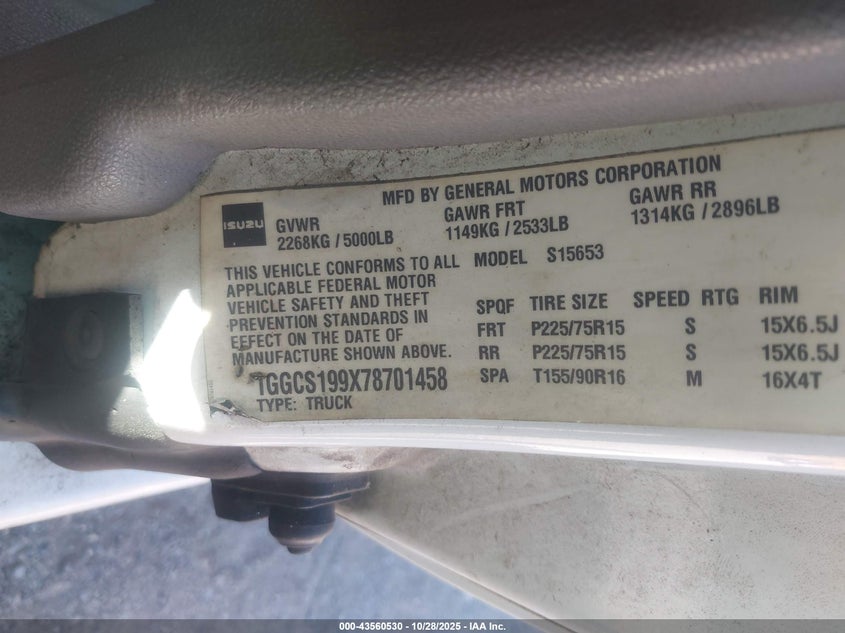 MFD BY GENERAL MOTORS CORPORATION
ISUZU
GVWR GAWR FRT GAWR RR
2268KG / 5000LB 1149KG / 2533LB 1314KG / 2896LB
THIS VEHICLE CONFORMS TO ALL
APPLICABLE FEDERAL MOTOR
VEHICLE SAFETY AND THEFT
PREVENTION STANDARDS IN
EFFECT ON THE DATE OF
MANUFACTURE SHOWN ABOVE.
1GGCS199X78701458
TYPE: TRUCK
MODEL S15653
SPQF TIRE SIZE SPEED RTG RIM
FRT P225/75R15 S 15X6.5J
RR P225/75R15 S 15X6.5J
SPA T155/90R16 M 16X4T
000-43560530 - 10/28/2025 - IAA Inc.